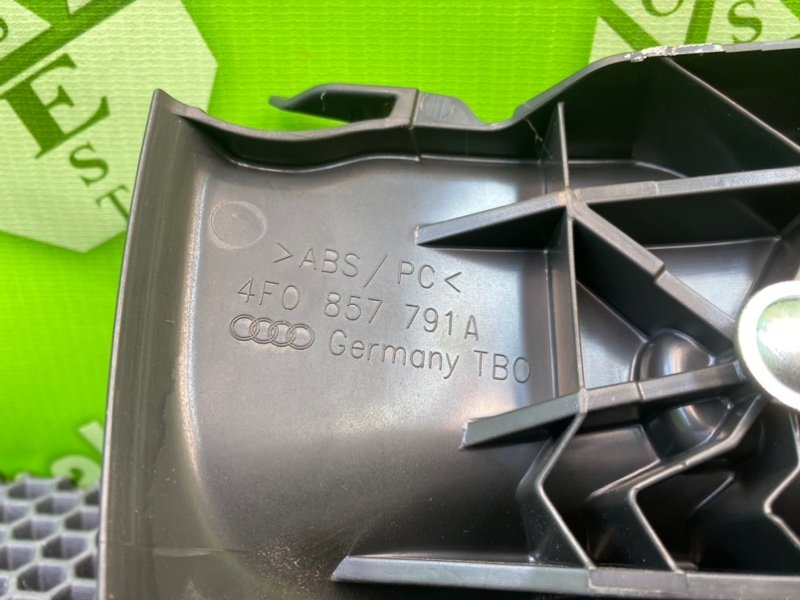 >ABS/PC<
4F0 857 791A
Germany TBO